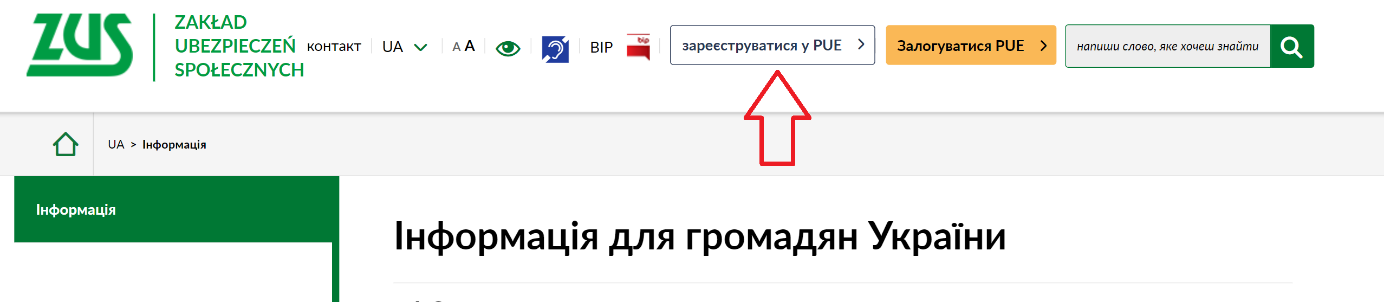 ZUS
ZAKŁAD
UBEZPIECZEŃ
SPOŁECZNYCH
контакт
UA
A A
BIP
bip
зареєструватися у PUE >
Залогуватися PUE >
напиши слово, яке хочеш знайти
UA > Інформація
Інформація
Інформація для громадян України